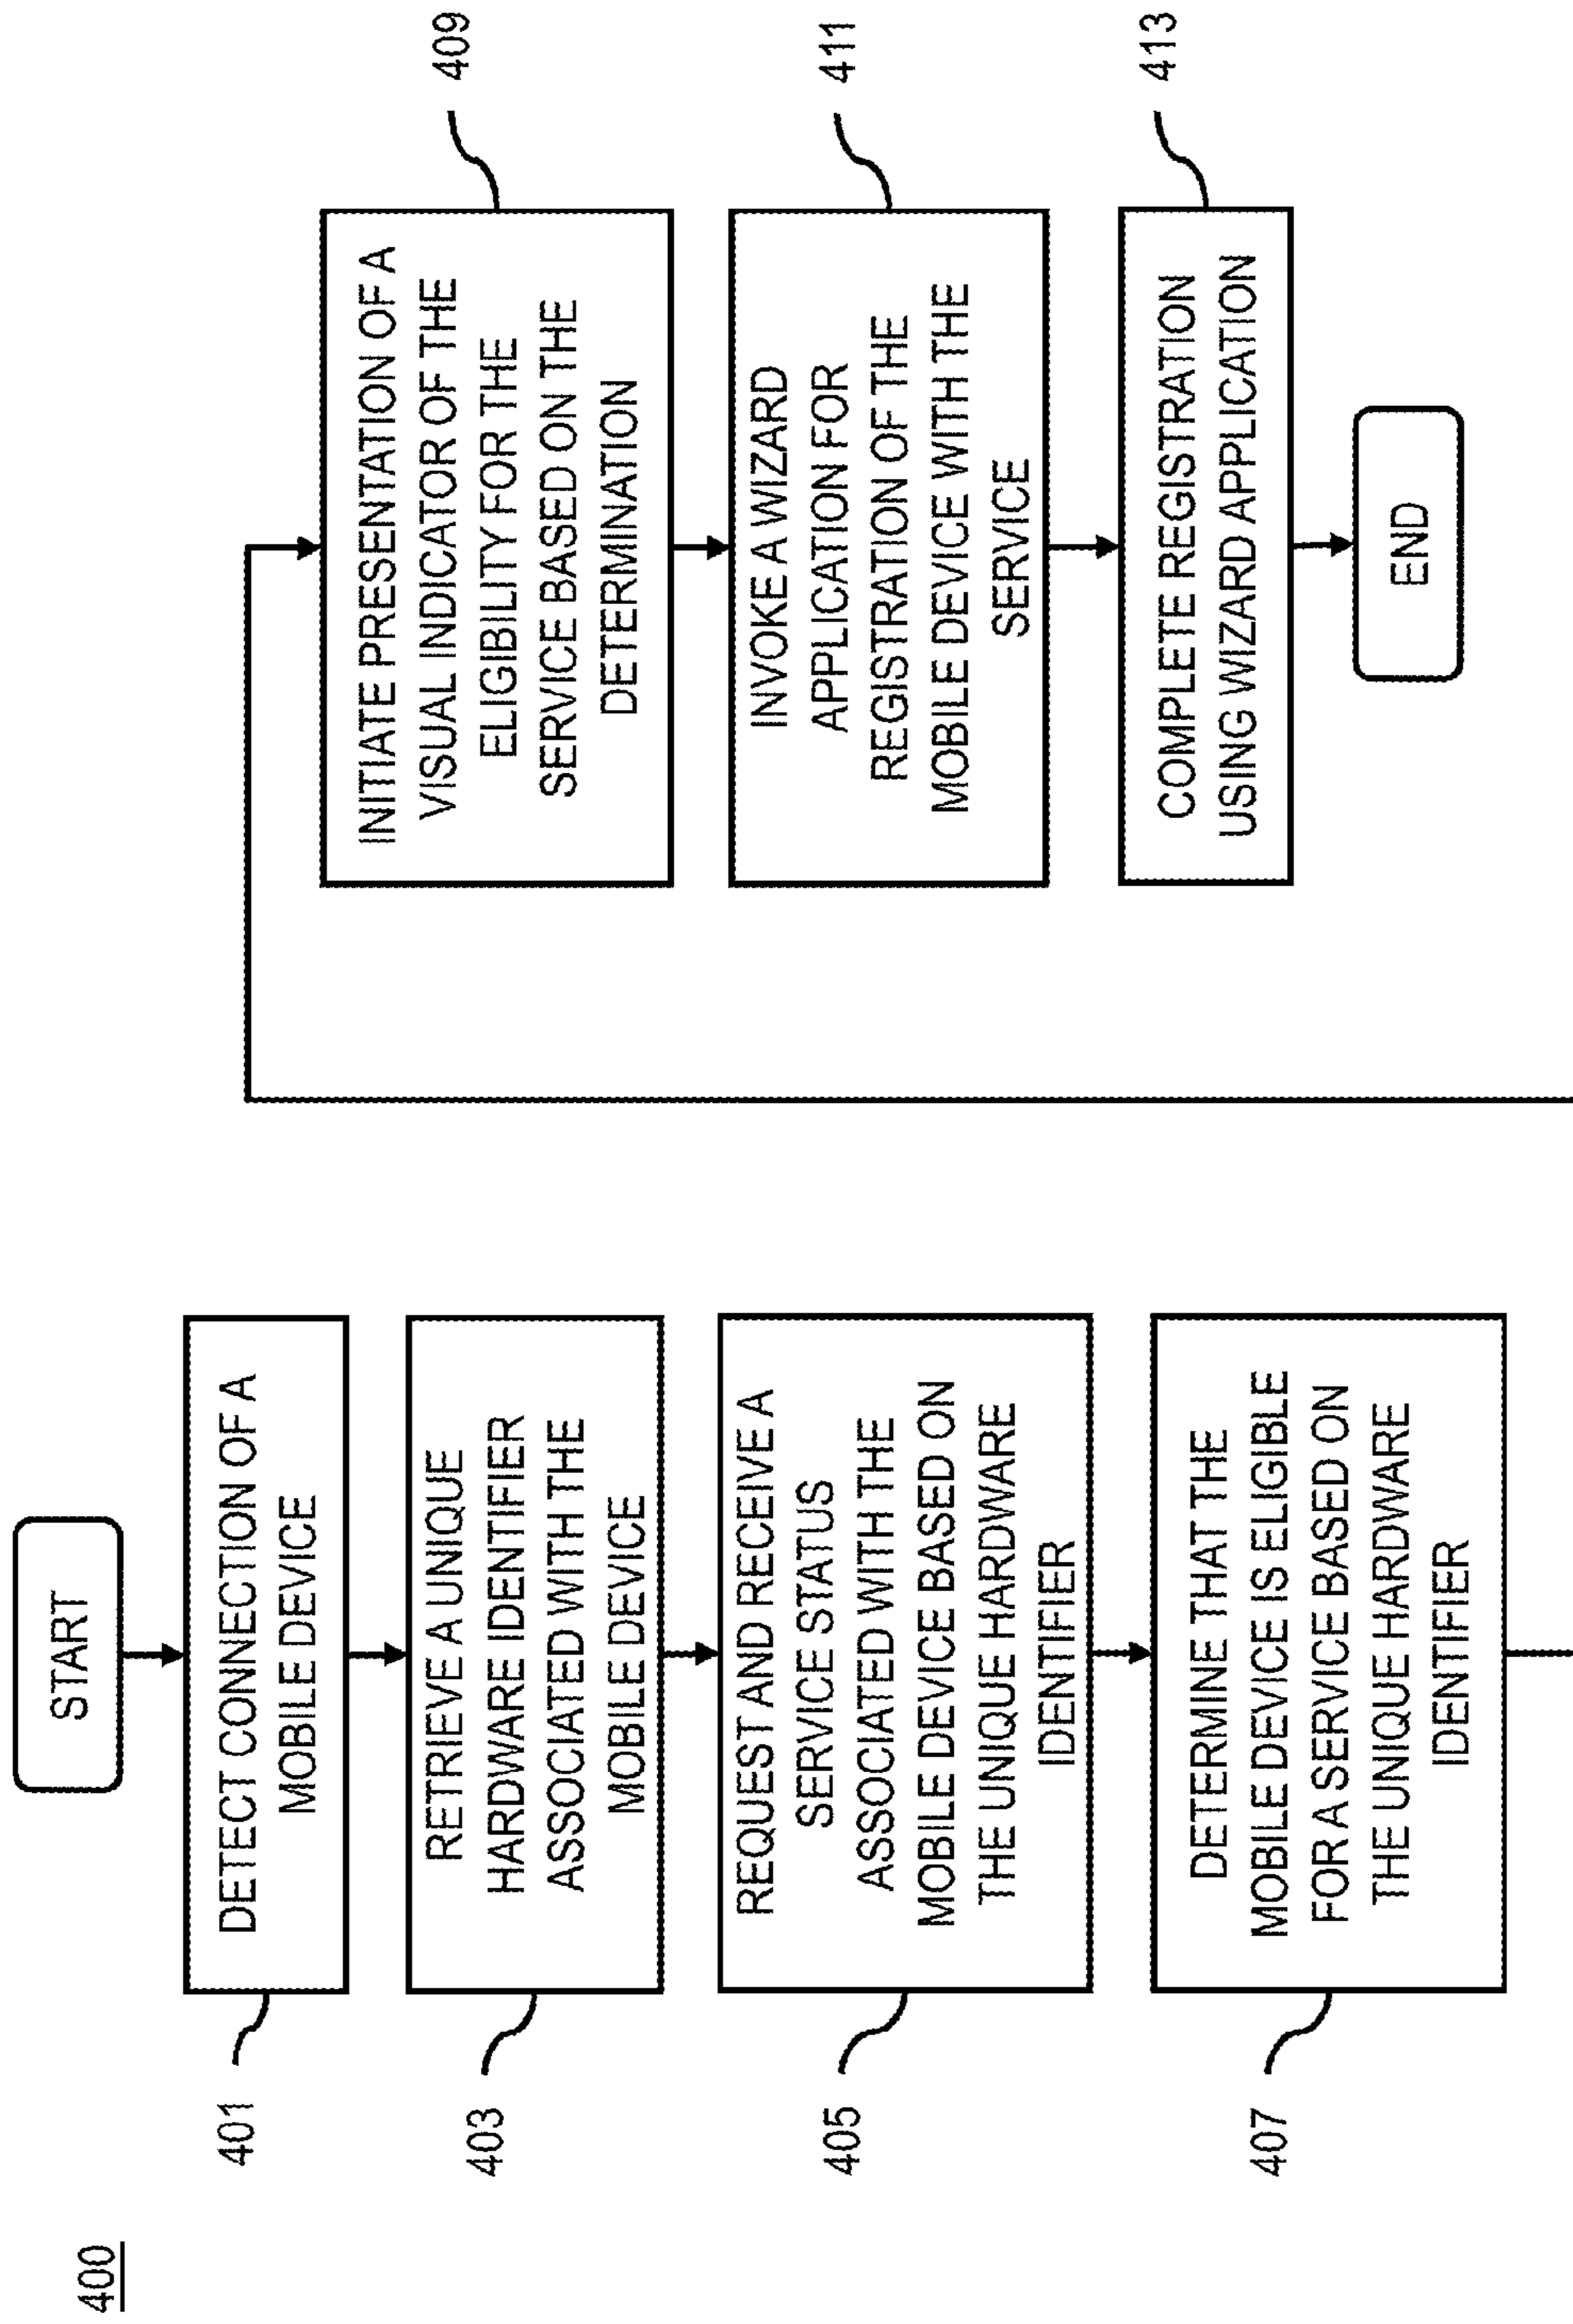 400
START
401
DETECT CONNECTION OF A
MOBILE DEVICE
403
RETRIEVE A UNIQUE
HARDWARE IDENTIFIER
ASSOCIATED WITH THE
MOBILE DEVICE
405
REQUEST AND RECEIVE A
SERVICE STATUS
ASSOCIATED WITH THE
MOBILE DEVICE BASED ON
THE UNIQUE HARDWARE
IDENTIFIER
407
DETERMINE THAT THE
MOBILE DEVICE IS ELIGIBLE
FOR A SERVICE BASED ON
THE UNIQUE HARDWARE
IDENTIFIER
409
INITIATE PRESENTATION OF A
VISUAL INDICATOR OF THE
ELIGIBILITY FOR THE
SERVICE BASED ON THE
DETERMINATION
411
INVOKE A WIZARD
APPLICATION FOR
REGISTRATION OF THE
MOBILE DEVICE WITH THE
SERVICE
413
COMPLETE REGISTRATION
USING WIZARD APPLICATION
END